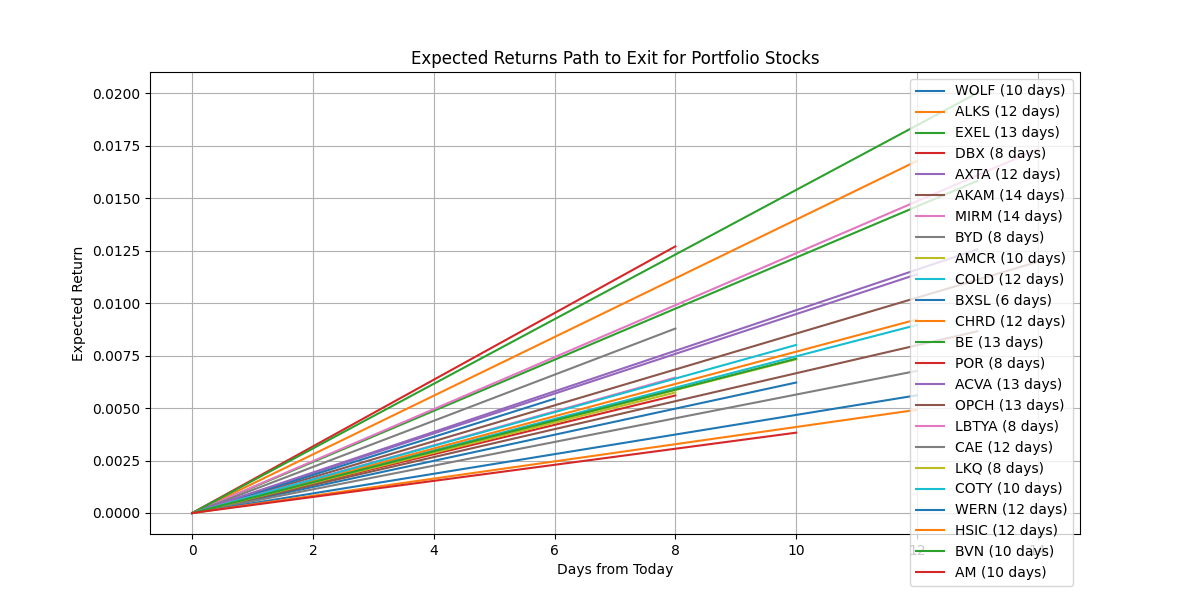 Expected Returns Path to Exit for Portfolio Stocks
Expected Return
0.0200
0.0175
0.0150
0.0125
0.0100
0.0075
0.0050
0.0025
0.0000
0 2 4 6 8 10 12 14
Days from Today
WOLF (10 days)
ALKS (12 days)
EXEL (13 days)
DBX (8 days)
AXTA (12 days)
AKAM (14 days)
MIRM (14 days)
BYD (8 days)
AMCR (10 days)
COLD (12 days)
BXSL (6 days)
CHRD (12 days)
BE (13 days)
POR (8 days)
ACVA (13 days)
OPCH (13 days)
LBTYA (8 days)
CAE (12 days)
LKQ (8 days)
COTY (10 days)
WERN (12 days)
HSIC (12 days)
BVN (10 days)
AM (10 days)